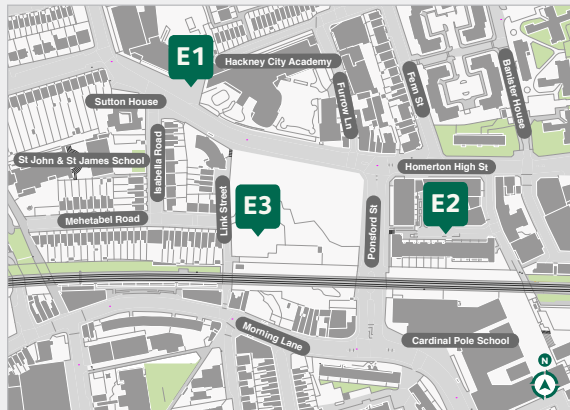 E1
Hackney City Academy
Furrow Ln
Fenn St
Banister House
Sutton House
St John & St James School
Isabella Road
Homerton High St
Link Street
E3
Ponsford St
E2
Mehetabel Road
Morning Lane
Cardinal Pole School
N